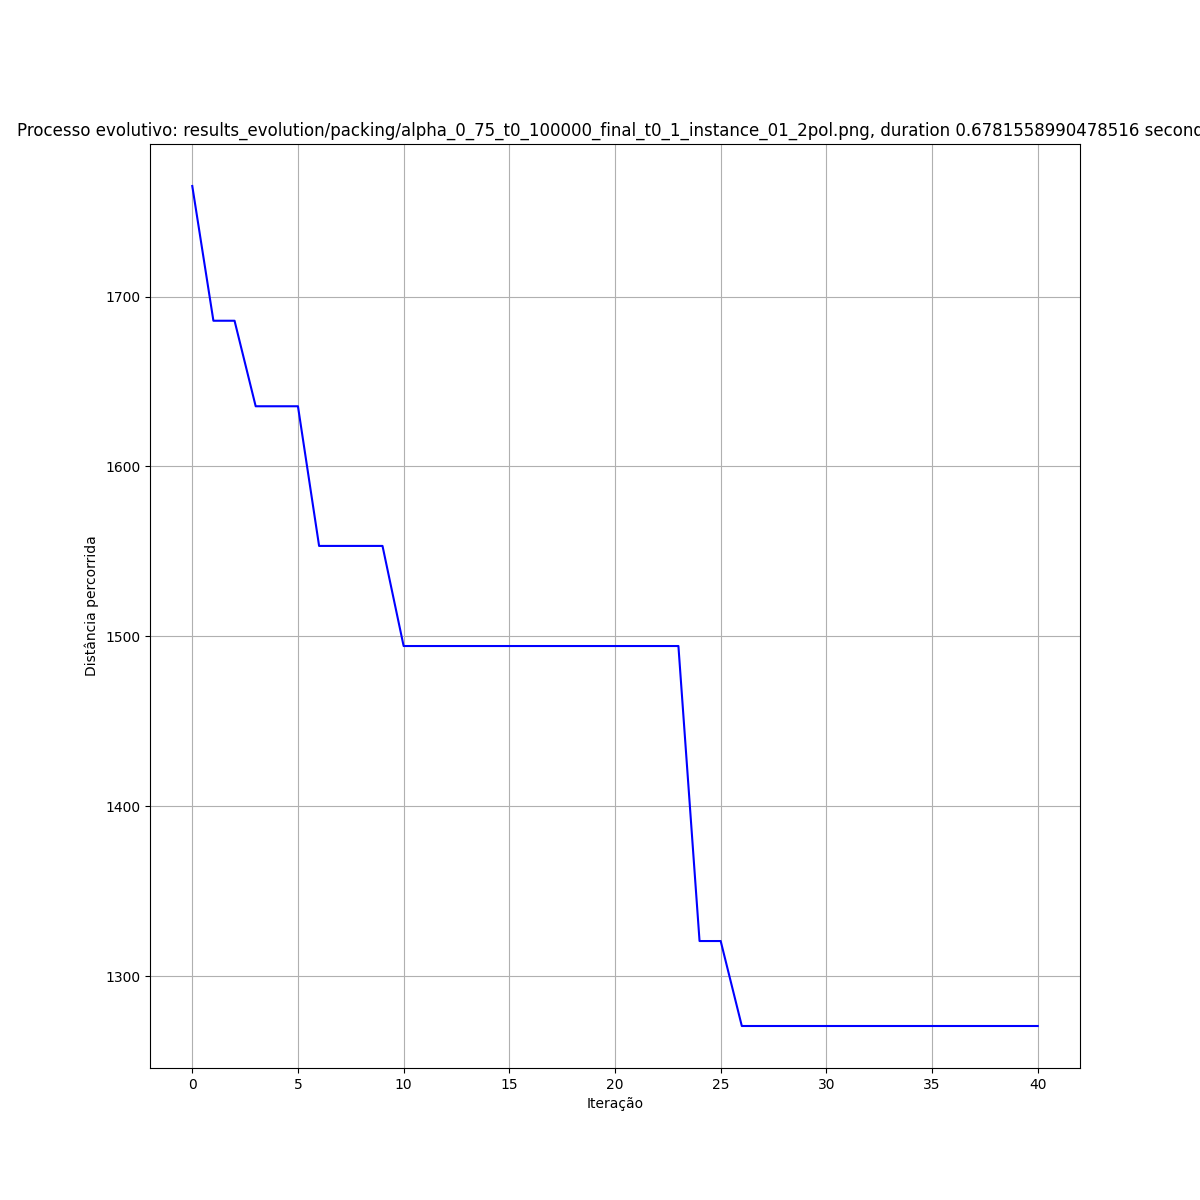 Processo evolutivo: results_evolution/packing/alpha_0_75_t0_100000_final_t0_1_instance_01_2pol.png, duration 0.6781558990478516 second
1700
1600
1500
1400
1300
Distância percorrida
0 5 10 15 20 25 30 35 40
Iteração